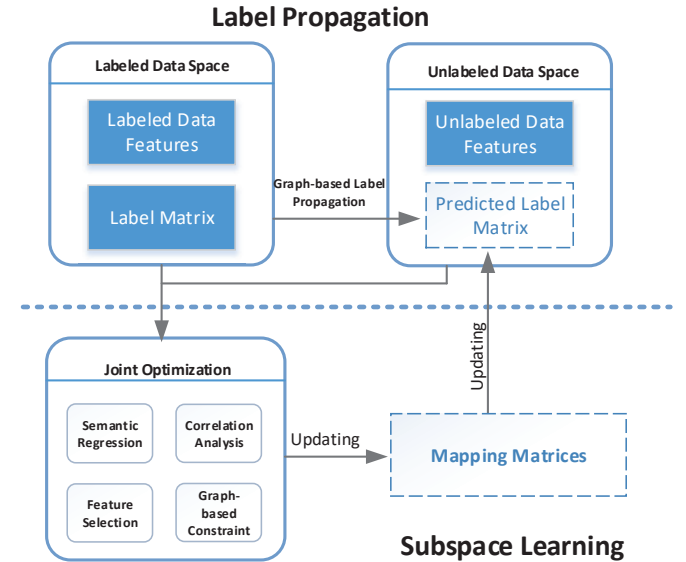 Label Propagation
Labeled Data Space
Labeled Data
Features
Label Matrix
Graph-based Label
Propagation
Unlabeled Data Space
Unlabeled Data
Features
Predicted Label
Matrix
Updating
Joint Optimization
Semantic
Regression
Correlation
Analysis
Feature
Selection
Graph-
based
Constraint
Updating
Mapping Matrices
Subspace Learning